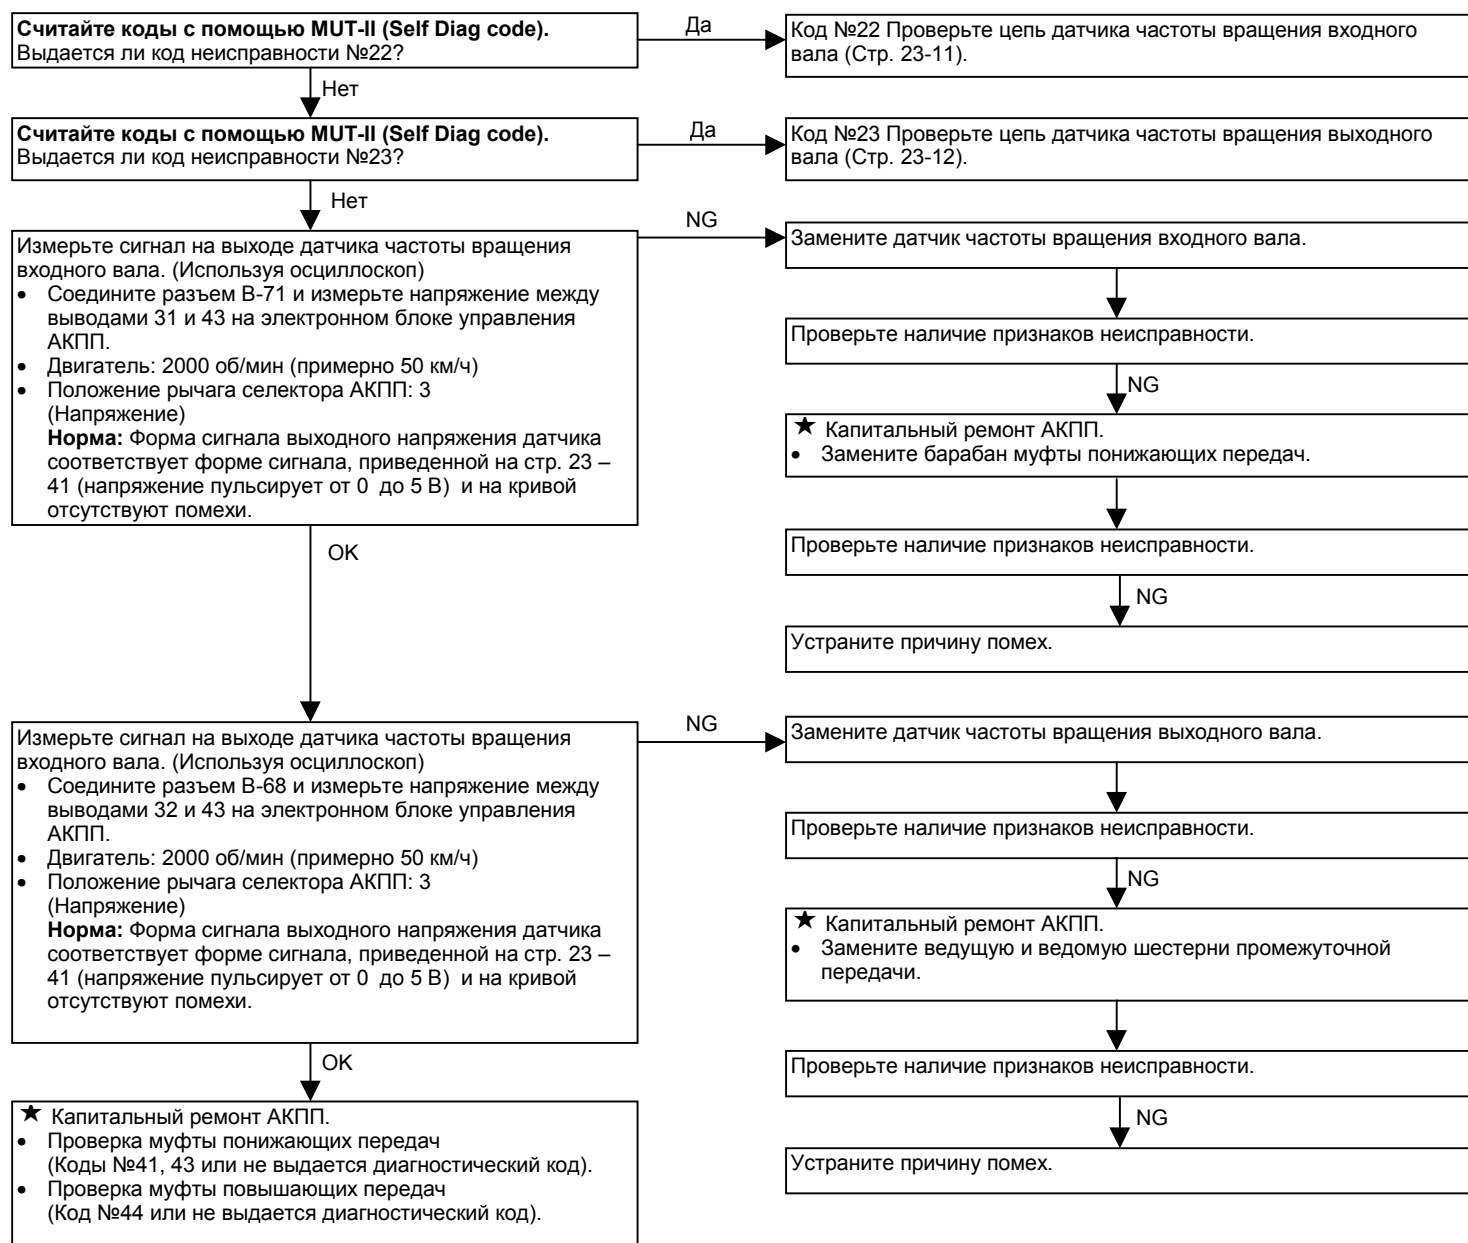 Считайте коды с помощью MUT-II (Self Diag code).
Выдается ли код неисправности №22?
Да
Код №22 Проверьте цепь датчика частоты вращения входного
вала (Стр. 23-11).
Нет
Считайте коды с помощью MUT-II (Self Diag code).
Выдается ли код неисправности №23?
Да
Код №23 Проверьте цепь датчика частоты вращения выходного
вала (Стр. 23-12).
Нет
Измерьте сигнал на выходе датчика частоты вращения
входного вала. (Используя осциллоскоп)
• Соедините разъем В-71 и измерьте напряжение между
выводами 31 и 43 на электронном блоке управления
АКПП.
• Двигатель: 2000 об/мин (примерно 50 км/ч)
• Положение рычага селектора АКПП: 3
(Напряжение)
Норма: Форма сигнала выходного напряжения датчика
соответствует форме сигнала, приведенной на стр. 23 –
41 (напряжение пульсирует от 0 до 5 В) и на кривой
отсутствуют помехи.
NG
Замените датчик частоты вращения входного вала.
Проверьте наличие признаков неисправности.
NG
★ Капитальный ремонт АКПП.
• Замените барабан муфты понижающих передач.
Проверьте наличие признаков неисправности.
NG
Устраните причину помех.
OK
Измерьте сигнал на выходе датчика частоты вращения
входного вала. (Используя осциллоскоп)
• Соедините разъем В-68 и измерьте напряжение между
выводами 32 и 43 на электронном блоке управления
АКПП.
• Двигатель: 2000 об/мин (примерно 50 км/ч)
• Положение рычага селектора АКПП: 3
(Напряжение)
Норма: Форма сигнала выходного напряжения датчика
соответствует форме сигнала, приведенной на стр. 23 –
41 (напряжение пульсирует от 0 до 5 В) и на кривой
отсутствуют помехи.
NG
Замените датчик частоты вращения выходного вала.
Проверьте наличие признаков неисправности.
NG
★ Капитальный ремонт АКПП.
• Замените ведущую и ведомую шестерни промежуточной
передачи.
Проверьте наличие признаков неисправности.
NG
Устраните причину помех.
OK
★ Капитальный ремонт АКПП.
• Проверка муфты понижающих передач
(Коды №41, 43 или не выдается диагностический код).
• Проверка муфты повышающих передач
(Код №44 или не выдается диагностический код).